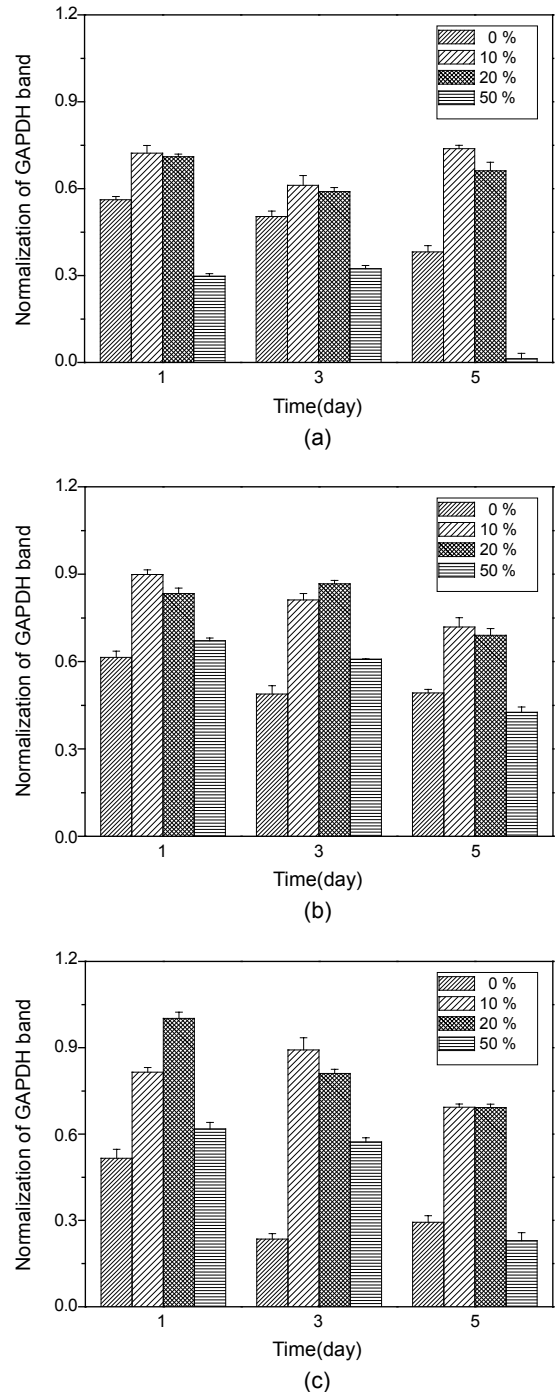 1.2
0 %
10 %
20 %
50 %
0.9
0.6
0.3
0.0
Normalization of GAPDH band
1 3 5
Time(day)
(a)
1.2
0 %
10 %
20 %
50 %
0.9
0.6
0.3
0.0
Normalization of GAPDH band
1 3 5
Time(day)
(b)
1.2
0 %
10 %
20 %
50 %
0.9
0.6
0.3
0.0
Normalization of GAPDH band
1 3 5
Time(day)
(c)